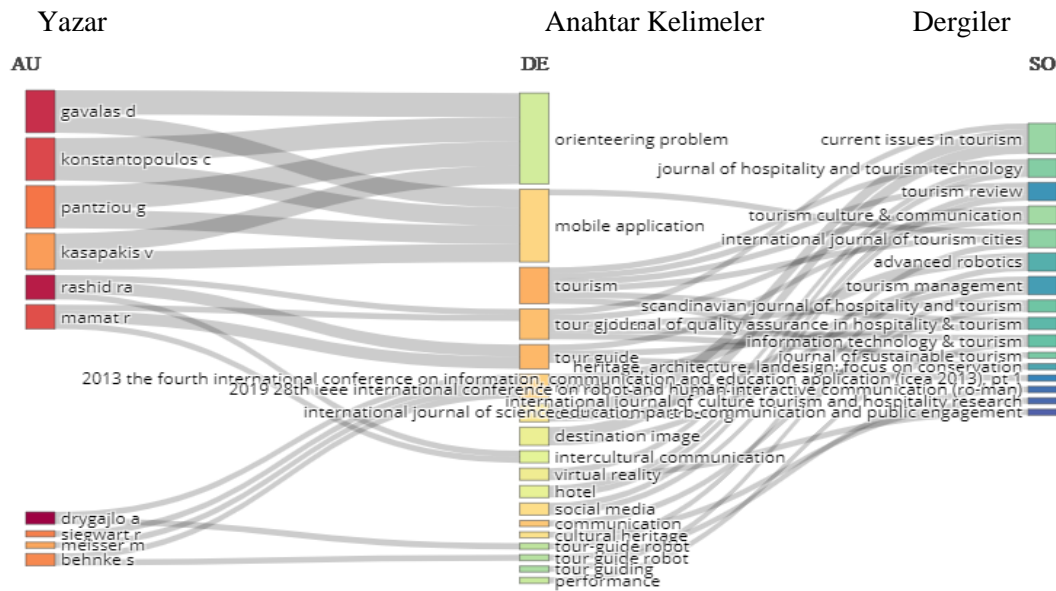 Yazar Anahtar Kelimeler Dergiler
AU DE SO
gavalas d
konstantopoulos c
pantziou g
kasapakis v
rashid ra
mamat r
drygajlo a
siegwart r
meisser m
behnke s
orienteering problem
mobile application
tourism
tour
tour guide
destination image
intercultural communication
virtual reality
hotel
social media
communication
cultural heritage
tour-guide robot
tour guide robot
tour guiding
performance
current issues in tourism
journal of hospitality and tourism technology
tourism review
tourism culture & communication
international journal of tourism cities
advanced robotics
tourism management
scandinavian journal of hospitality and tourism
journal of quality assurance in hospitality & tourism
information technology & tourism
journal of sustainable tourism
heritage, architecture, landesign: focus on conservation
2013 the fourth international conference on information, communication and education application (icea 2013), pt 1
2019 28th ieee international conference on robot and human interactive communication (ro-man)
international journal of culture tourism and hospitality research
international journal of science education part b-communication and public engagement